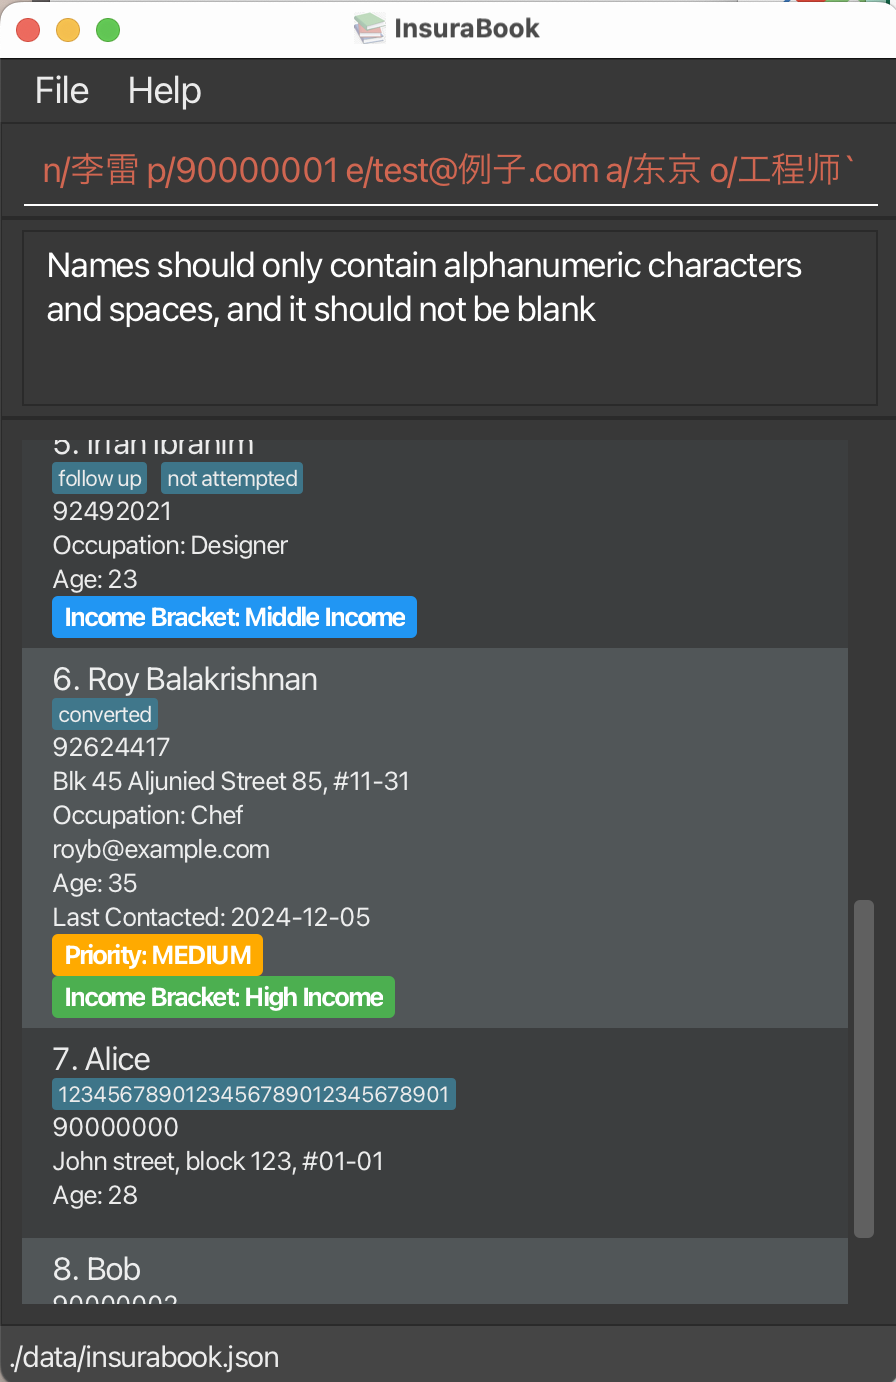 InsuraBook
File Help
n/李雷 p/90000001 e/test@例子.com a/东京 o/工程师`
Names should only contain alphanumeric characters
and spaces, and it should not be blank
5. Irfan Ibrahim
follow up not attempted
92492021
Occupation: Designer
Age: 23
Income Bracket: Middle Income
6. Roy Balakrishnan
converted
92624417
Blk 45 Aljunied Street 85, #11-31
Occupation: Chef
royb@example.com
Age: 35
Last Contacted: 2024-12-05
Priority: MEDIUM
Income Bracket: High Income
7. Alice
1234567890123456789012345678901
90000000
John street, block 123, #01-01
Age: 28
8. Bob
90000002
./data/insurabook.json